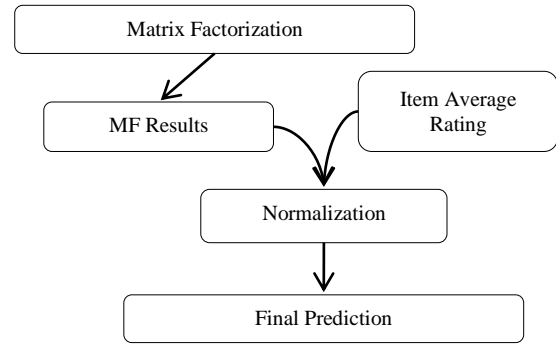 Matrix Factorization
MF Results
Item Average
Rating
Normalization
Final Prediction